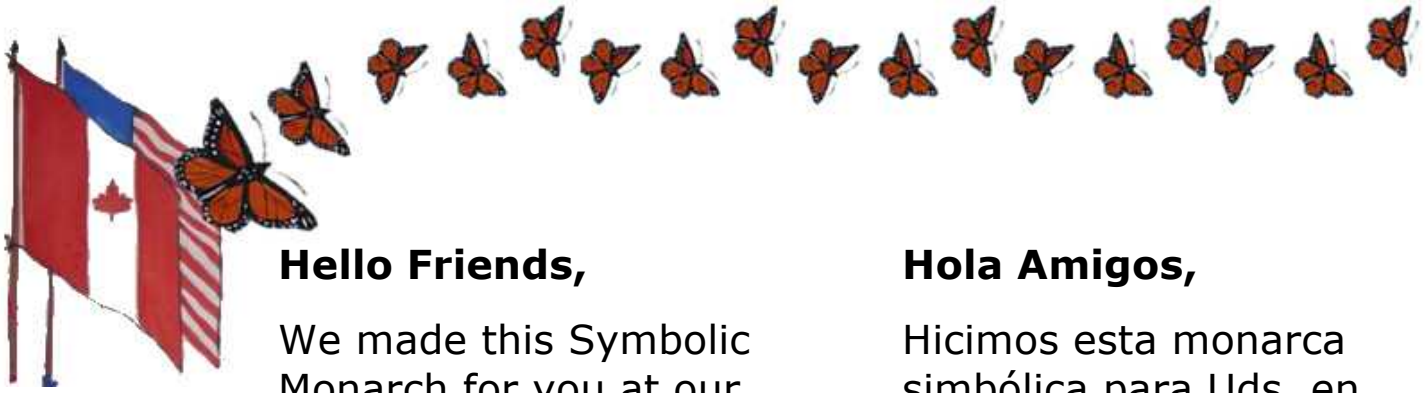 Hello Friends,
We made this Symbolic
Monarch for you at our
Hola Amigos,
Hicimos esta monarca
simbólica para Uds. en